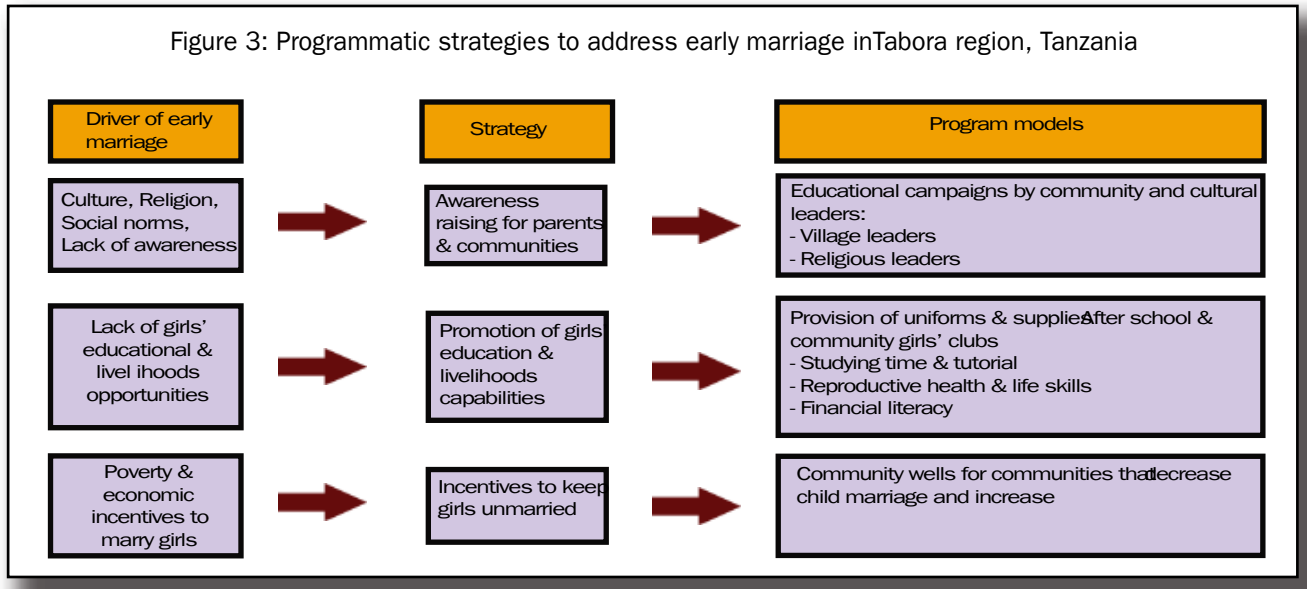 Figure 3: Programmatic strategies to address early marriage inTabora region, Tanzania
Driver of early
marriage
Strategy
Program models
Culture, Religion,
Social norms,
Lack of awareness
Awareness
raising for parents
& communities
Educational campaigns by community and cultural
leaders:
- Village leaders
- Religious leaders
Lack of girls’
educational &
livel ihoods
opportunities
Promotion of girls
education &
livelihoods
capabilities
Provision of uniforms & suppliesAfter school &
community girls’ clubs
- Studying time & tutorial
- Reproductive health & life skills
- Financial literacy
Poverty &
economic
incentives to
marry girls
Incentives to keep
girls unmarried
Community wells for communities thatdecrease
child marriage and increase